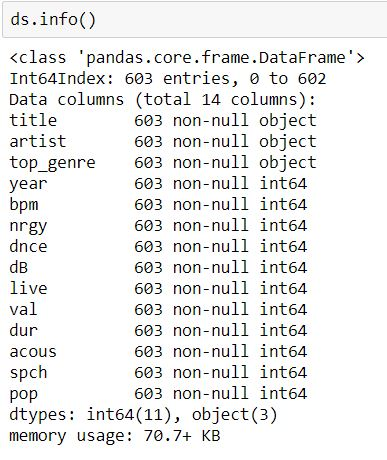 ds.info()
<class 'pandas.core.frame.DataFrame'>
Int64Index: 603 entries, 0 to 602
Data columns (total 14 columns):
title        603 non-null object
artist       603 non-null object
top_genre    603 non-null object
year         603 non-null int64
bpm          603 non-null int64
nrgy         603 non-null int64
dnce         603 non-null int64
dB           603 non-null int64
live         603 non-null int64
val          603 non-null int64
dur          603 non-null int64
acous        603 non-null int64
spch         603 non-null int64
pop          603 non-null int64
dtypes: int64(11), object(3)
memory usage: 70.7+ KB